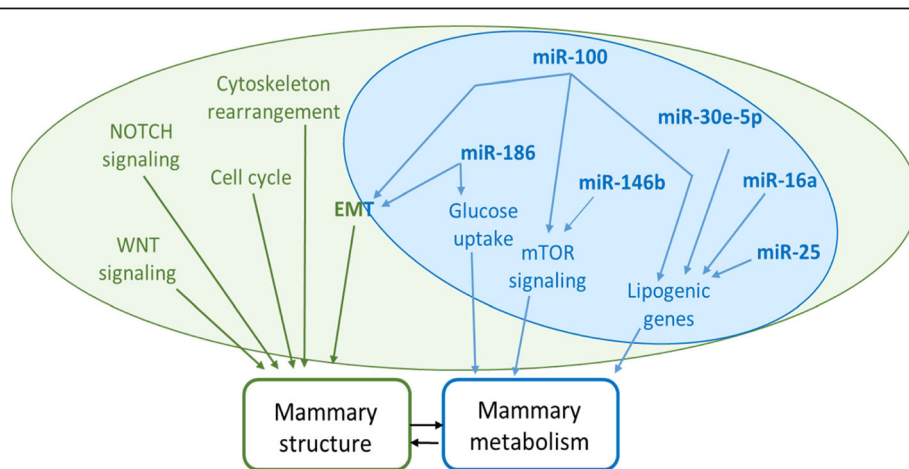 miR-100
Cytoskeleton
rearrangement
miR-30e-5p
NOTCH
signaling
miR-186
Cell cycle
miR-146b
miR-16a
EMT
Glucose
uptake
WNT
signaling
mTOR
signaling
miR-25
Lipogenic
genes
Mammary
structure
Mammary
metabolism